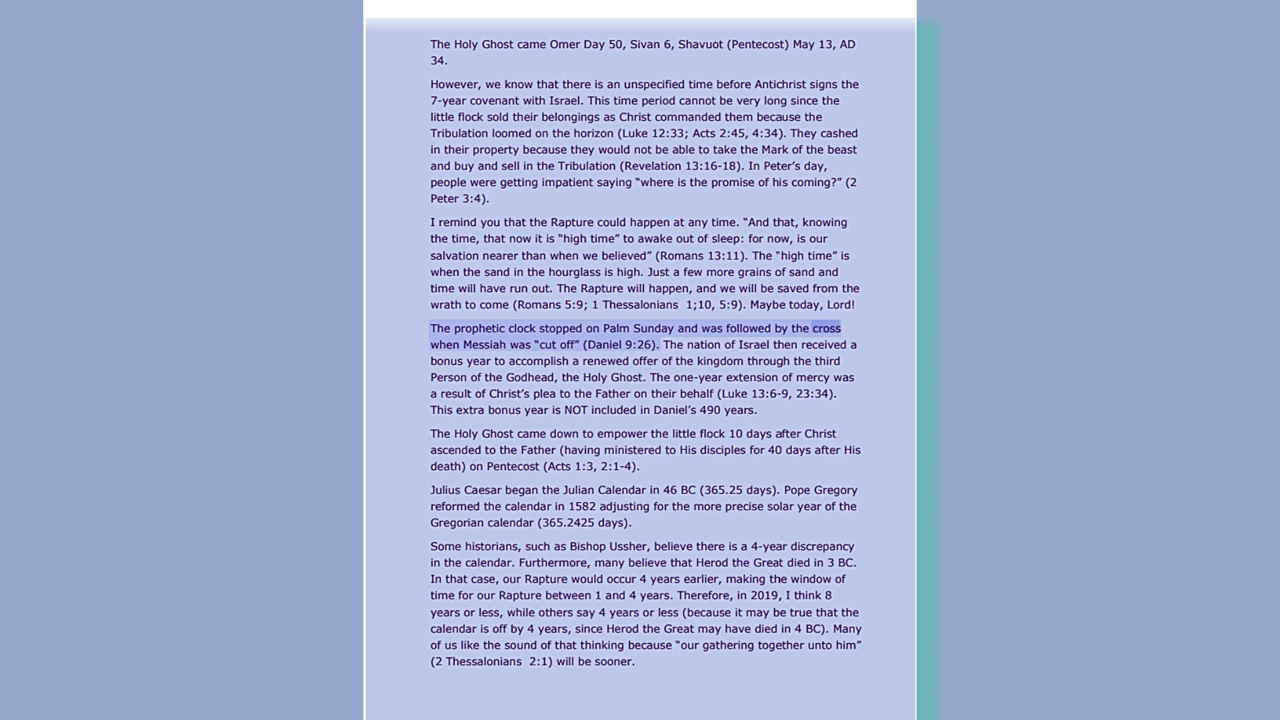 The Holy Ghost came Omer Day 50, Sivan 6, Shavuot (Pentecost) May 13, AD
34.
However, we know that there is an unspecified time before Antichrist signs the
7-year covenant with Israel. This time period cannot be very long since the
little flock sold their belongings as Christ commanded them because the
Tribulation loomed on the horizon (Luke 12:33; Acts 2:45, 4:34). They cashed
in their property because they would not be able to take the Mark of the beast
and buy and sell in the Tribulation (Revelation 13:16-18). In Peter’s day,
people were getting impatient saying “where is the promise of his coming?” (2
Peter 3:4).
I remind you that the Rapture could happen at any time. “And that, knowing
the time, that now it is “high time” to awake out of sleep: for now, is our
salvation nearer than when we believed” (Romans 13:11). The “high time” is
when the sand in the hourglass is high. Just a few more grains of sand and
time will have run out. The Rapture will happen, and we will be saved from the
wrath to come (Romans 5:9; 1 Thessalonians 1;10, 5:9). Maybe today, Lord!
The prophetic clock stopped on Palm Sunday and was followed by the cross
when Messiah was “cut off” (Daniel 9:26). The nation of Israel then received a
bonus year to accomplish a renewed offer of the kingdom through the third
Person of the Godhead, the Holy Ghost. The one-year extension of mercy was
a result of Christ’s plea to the Father on their behalf (Luke 13:6-9, 23:34).
This extra bonus year is NOT included in Daniel’s 490 years.
The Holy Ghost came down to empower the little flock 10 days after Christ
ascended to the Father (having ministered to His disciples for 40 days after His
death) on Pentecost (Acts 1:3, 2:1-4).
Julius Caesar began the Julian Calendar in 46 BC (365.25 days). Pope Gregory
reformed the calendar in 1582 adjusting for the more precise solar year of the
Gregorian calendar (365.2425 days).
Some historians, such as Bishop Ussher, believe there is a 4-year discrepancy
in the calendar. Furthermore, many believe that Herod the Great died in 3 BC.
In that case, our Rapture would occur 4 years earlier, making the window of
time for our Rapture between 1 and 4 years. Therefore, in 2019, I think 8
years or less, while others say 4 years or less (because it may be true that the
calendar is off by 4 years, since Herod the Great may have died in 4 BC). Many
of us like the sound of that thinking because “our gathering together unto him”
(2 Thessalonians 2:1) will be sooner.